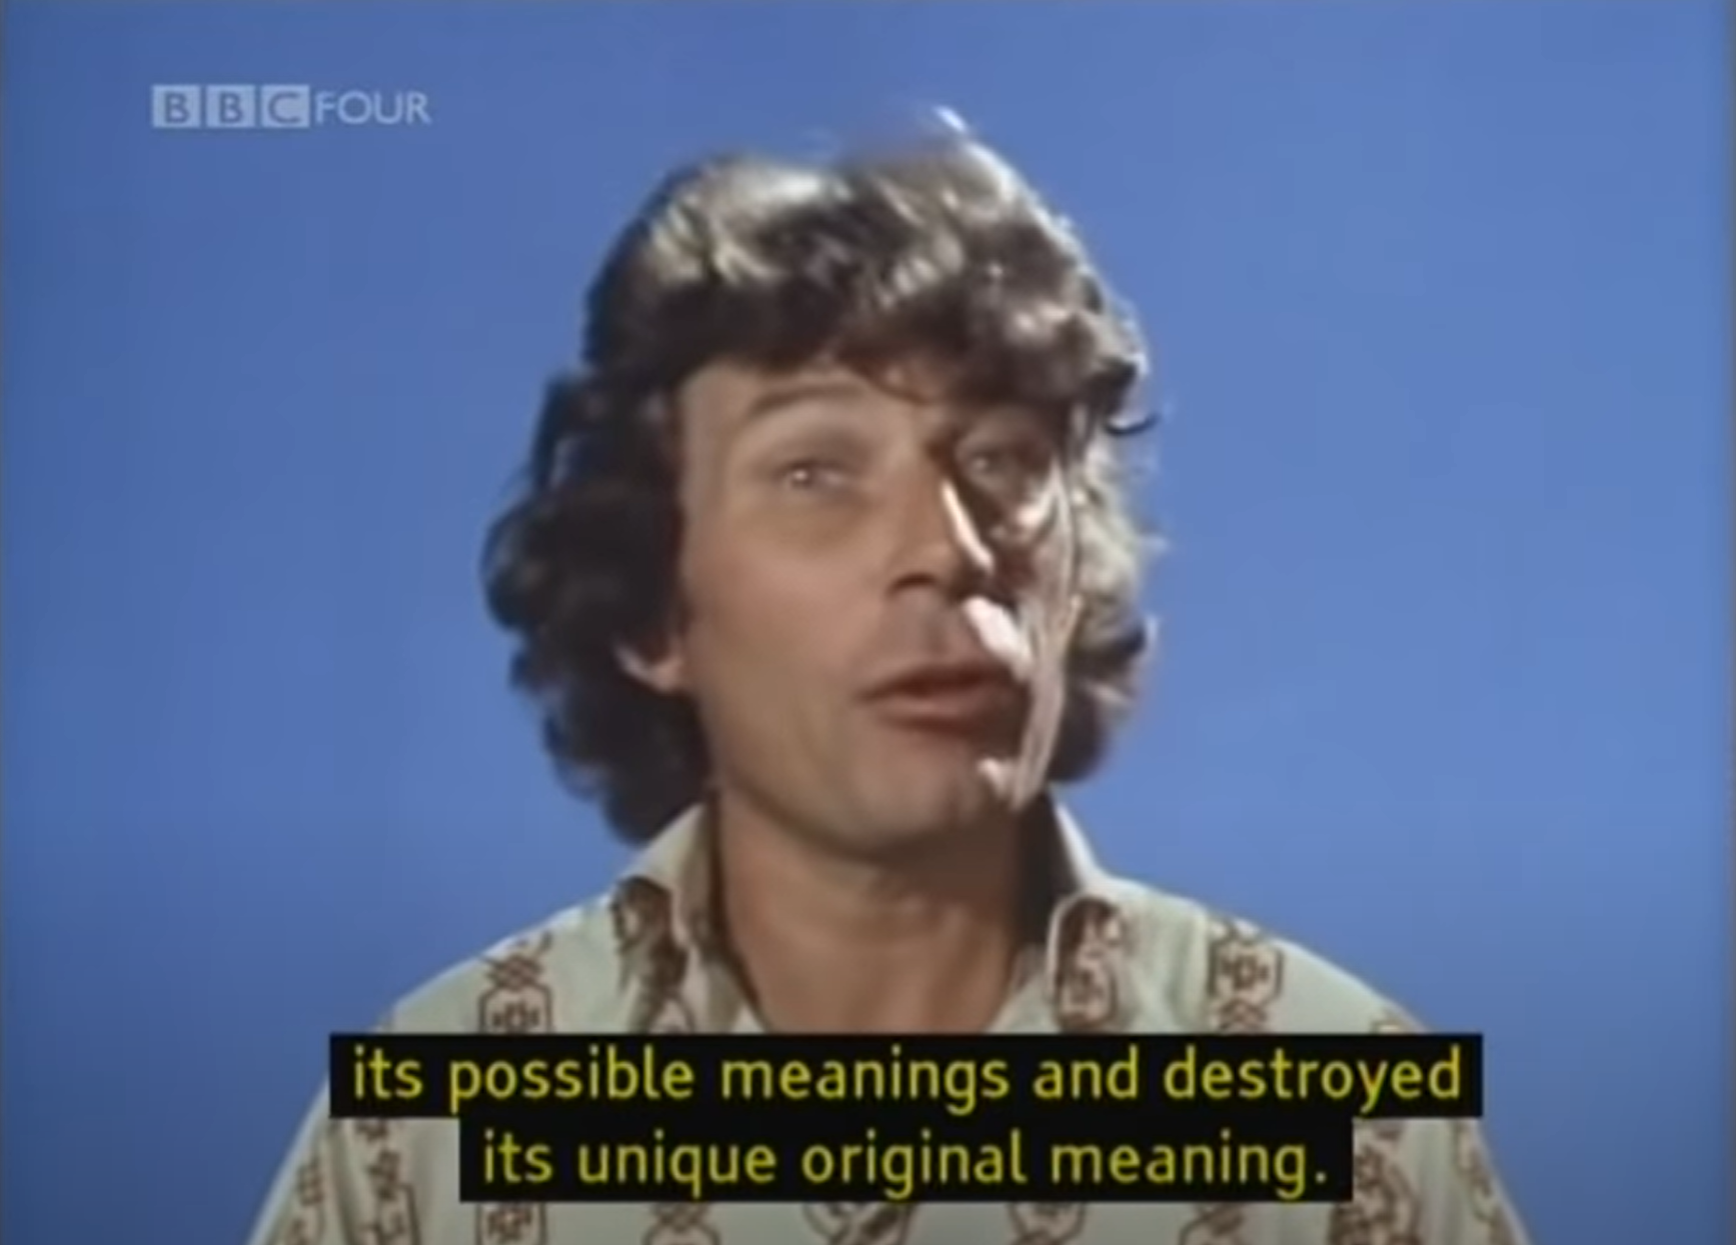 BBC FOUR
its possible meanings and destroyed
its unique original meaning.